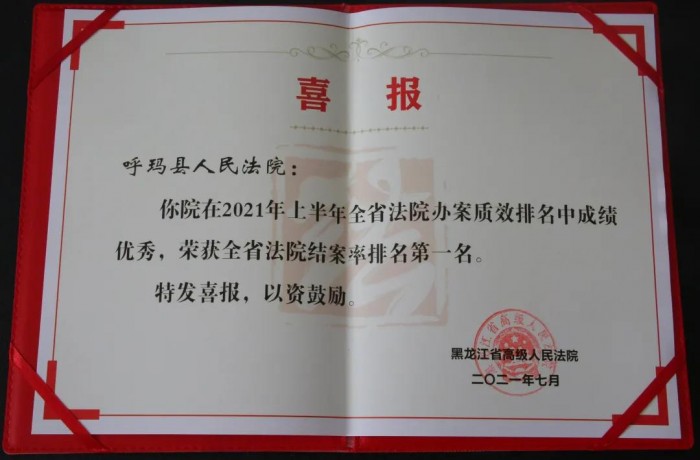 喜报
呼玛县人民法院：
你院在2021年上半年全省法院办案质效排名中成绩
优秀，荣获全省法院结案率排名第一名。
特发喜报，以资鼓励。
黑龙江省高级人民法院
二〇二一年七月